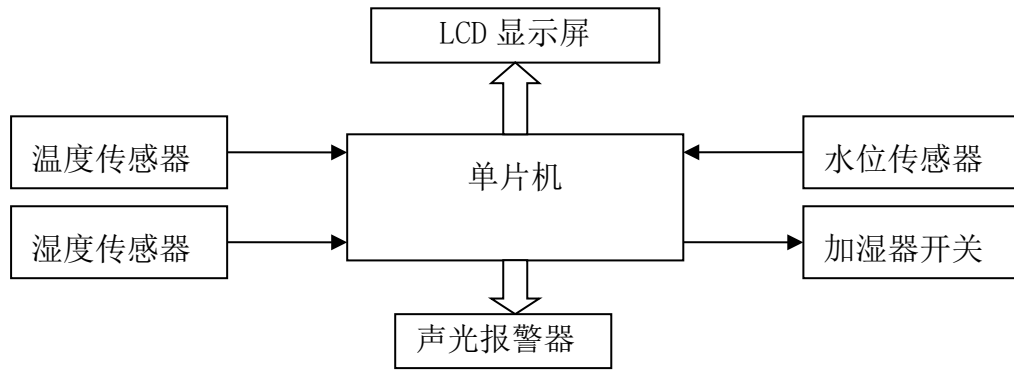 LCD 显示屏
温度传感器
单片机
水位传感器
湿度传感器
加湿器开关
声光报警器